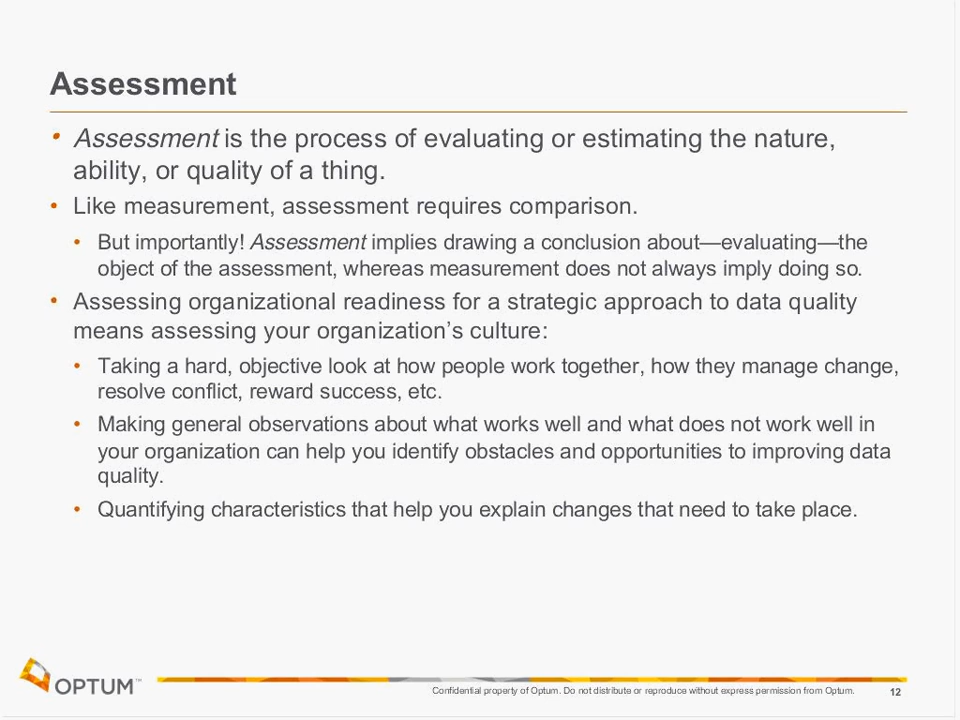 Assessment
• Assessment is the process of evaluating or estimating the nature,
ability, or quality of a thing.
• Like measurement, assessment requires comparison.
• But importantly! Assessment implies drawing a conclusion about—evaluating—the
object of the assessment, whereas measurement does not always imply doing so.
• Assessing organizational readiness for a strategic approach to data quality
means assessing your organization’s culture:
• Taking a hard, objective look at how people work together, how they manage change,
resolve conflict, reward success, etc.
• Making general observations about what works well and what does not work well in
your organization can help you identify obstacles and opportunities to improving data
quality.
• Quantifying characteristics that help you explain changes that need to take place.
OPTUM™
Confidential property of Optum. Do not distribute or reproduce without express permission from Optum. 12